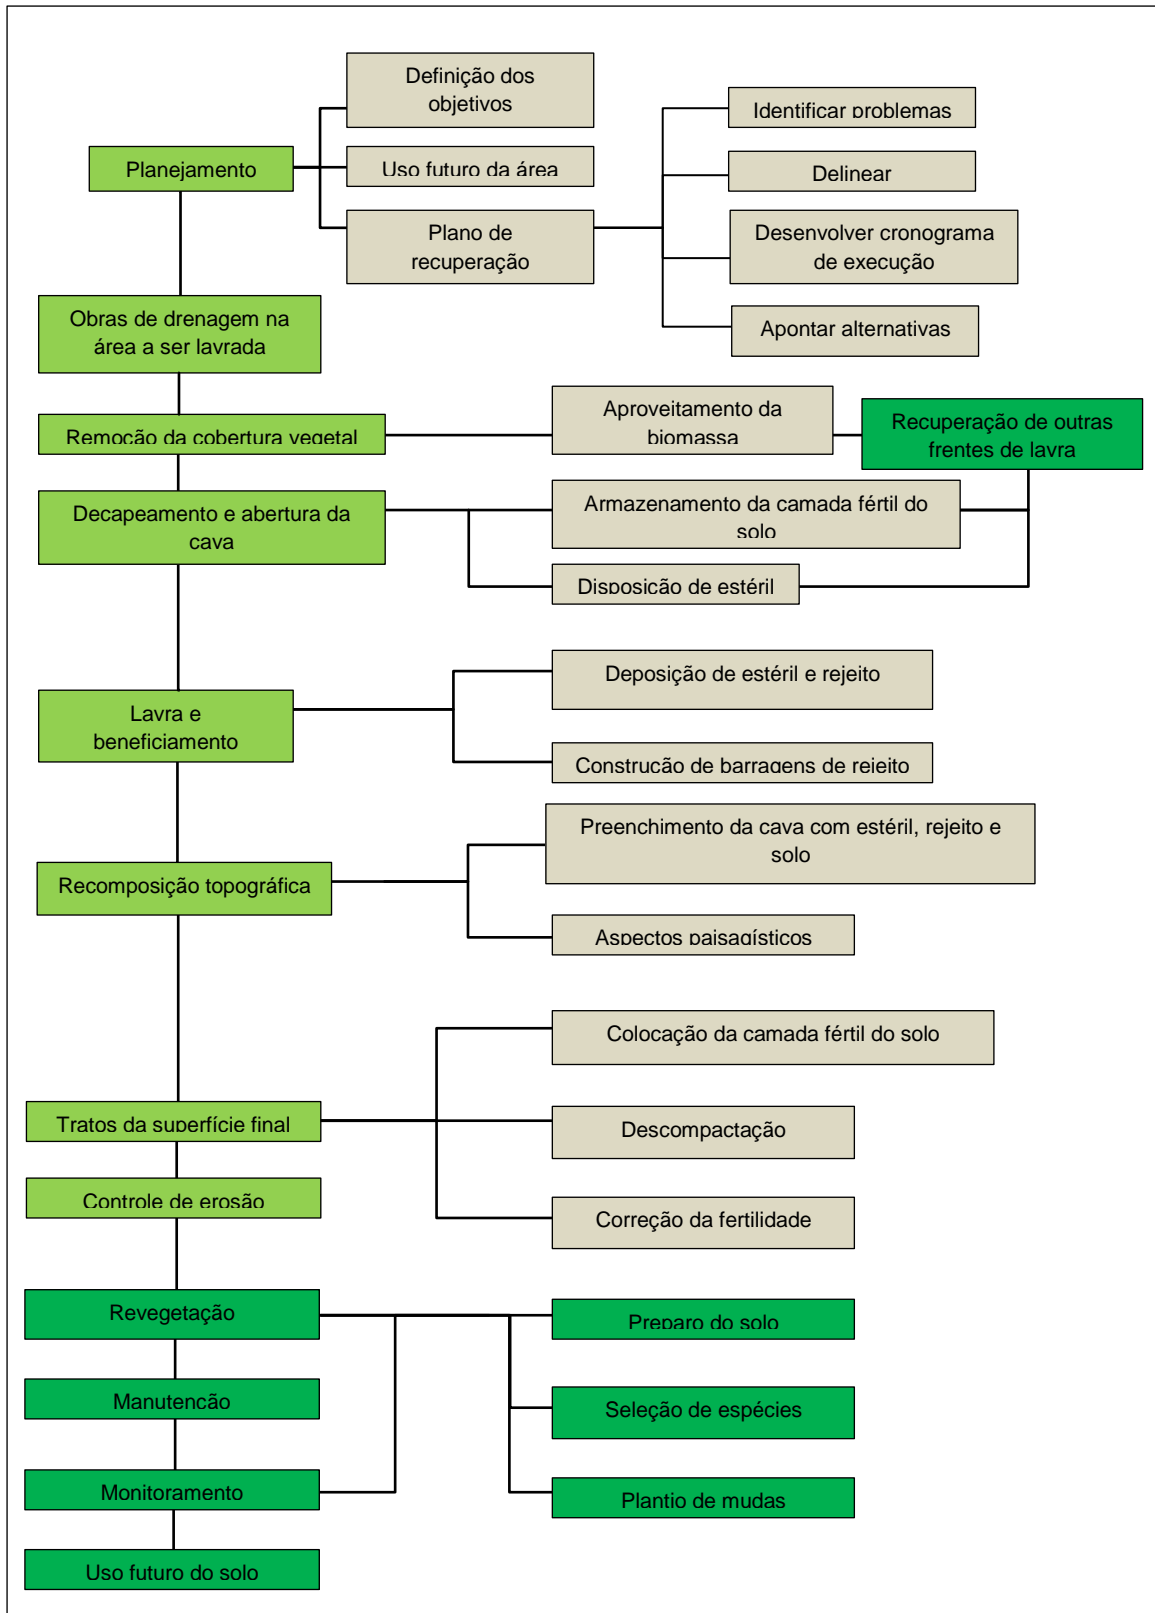 Definição dos
objetivos
Identificar problemas
Planejamento
Uso futuro da área
Delinear
Plano de
recuperação
Desenvolver cronograma
de execução
Obras de drenagem na
área a ser lavrada
Apontar alternativas
Remoção da cobertura vegetal
Aproveitamento da
biomassa
Recuperação de outras
frentes de lavra
Decapeamento e abertura da
cava
Armazenamento da camada fértil do
solo
Disposição de estéril
Deposição de estéril e rejeito
Lavra e
beneficiamento
Construção de barragens de rejeito
Preenchimento da cava com estéril, rejeito e
solo
Recomposição topográfica
Aspectos paisagísticos
Colocação da camada fértil do solo
Tratos da superfície final
Descompactação
Controle de erosão
Correção da fertilidade
Revegetação
Preparo do solo
Manutenção
Seleção de espécies
Monitoramento
Plantio de mudas
Uso futuro do solo